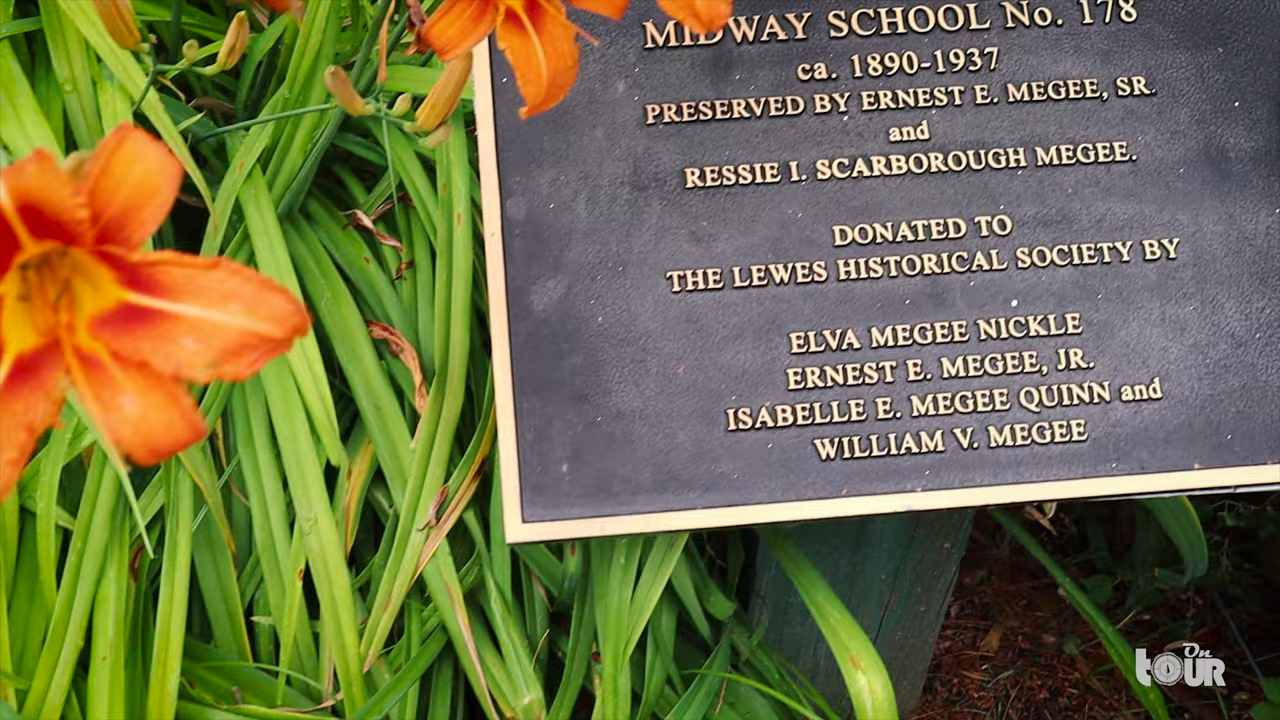 MIDWAY SCHOOL No. 178
ca. 1890-1937
PRESERVED BY ERNEST E. MEGEE, SR.
and
RESSIE I. SCARBOROUGH MEGEE.
DONATED TO
THE LEWES HISTORICAL SOCIETY BY
ELVA MEGEE NICKLE
ERNEST E. MEGEE, JR.
ISABELLE E. MEGEE QUINN and
WILLIAM V. MEGEE
On
TOUR